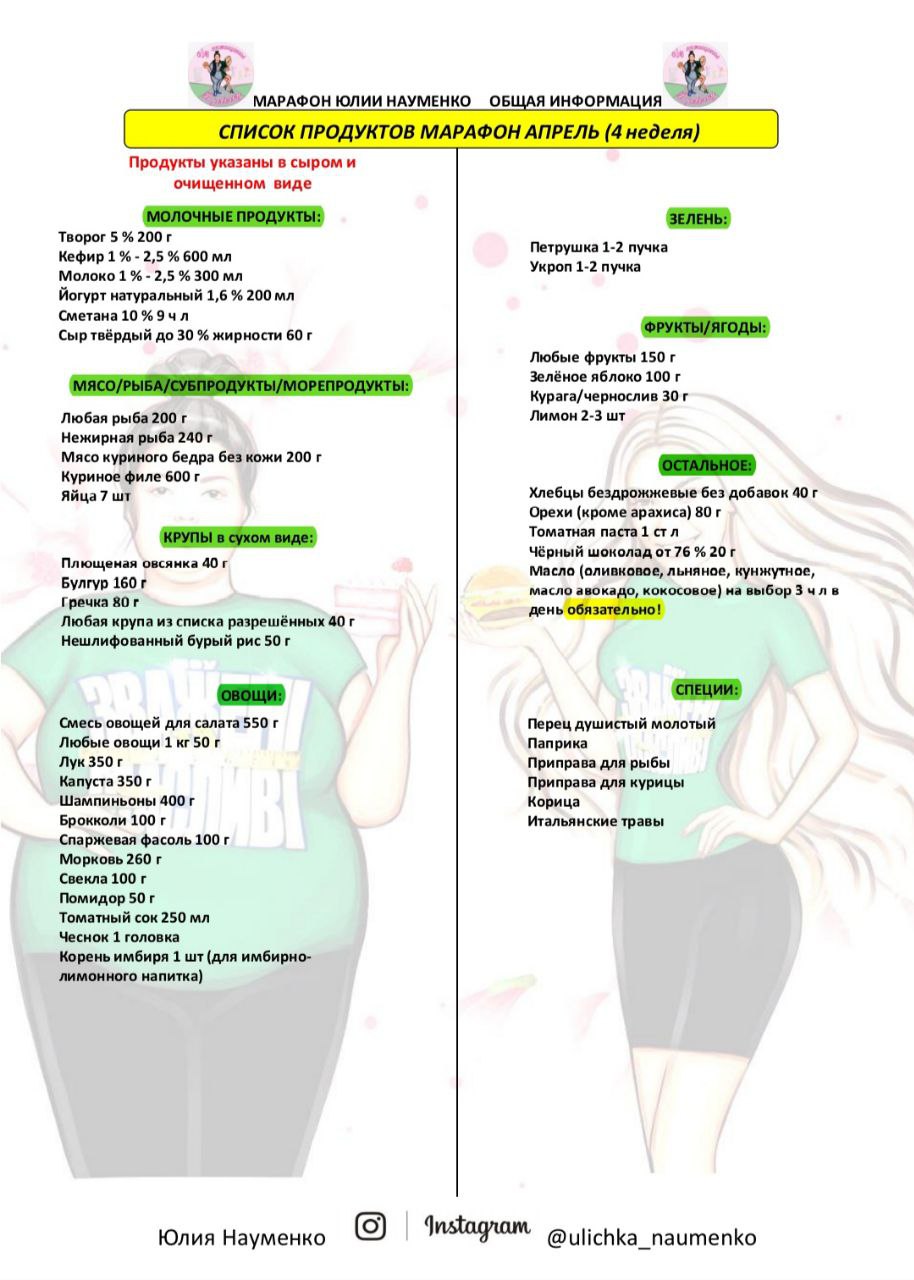 МАРАФОН ЮЛИИ НАУМЕНКО ОБЩАЯ ИНФОРМАЦИЯ
СПИСОК ПРОДУКТОВ МАРАФОН АПРЕЛЬ (4 неделя)
Продукты указаны в сыром и
очищенном виде
МОЛОЧНЫЕ ПРОДУКТЫ:
Творог 5 % 200 г
Кефир 1 % - 2,5 % 600 мл
Молоко 1 % - 2,5 % 300 мл
Йогурт натуральный 1,6 % 200 мл
Сметана 10 % 9 ч л
Сыр твёрдый до 30 % жирности 60 г
МЯСО/РЫБА/СУБПРОДУКТЫ/МОРЕПРОДУКТЫ:
Любая рыба 200 г
Нежирная рыба 240 г
Мясо куриного бедра без кожи 200 г
Куриное филе 600 г
Яйца 7 шт
КРУПЫ в сухом виде:
Плющеная овсянка 40 г
Булгур 160 г
Гречка 80 г
Любая крупа из списка разрешённых 40 г
Нешлифованный бурый рис 50 г
ОВОЩИ:
Смесь овощей для салата 550 г
Любые овощи 1 кг 50 г
Лук 350 г
Капуста 350 г
Шампиньоны 400 г
Брокколи 100 г
Спаржевая фасоль 100 г
Морковь 260 г
Свекла 100 г
Помидор 50 г
Томатный сок 250 мл
Чеснок 1 головка
Корень имбиря 1 шт (для имбирно-
лимонного напитка)
ЗЕЛЕНЬ:
Петрушка 1-2 пучка
Укроп 1-2 пучка
ФРУКТЫ/ЯГОДЫ:
Любые фрукты 150 г
Зелёное яблоко 100 г
Курага/чернослив 30 г
Лимон 2-3 шт
ОСТАЛЬНОЕ:
Хлебцы бездрожжевые без добавок 40 г
Орехи (кроме арахиса) 80 г
Томатная паста 1 ст л
Чёрный шоколад от 76 % 20 г
Масло (оливковое, льняное, кунжутное,
масло авокадо, кокосовое) на выбор 3 ч л в
день обязательно!
СПЕЦИИ:
Перец душистый молотый
Паприка
Приправа для рыбы
Приправа для курицы
Корица
Итальянские травы
Юлия Науменко Instagram @ulichka_naumenko